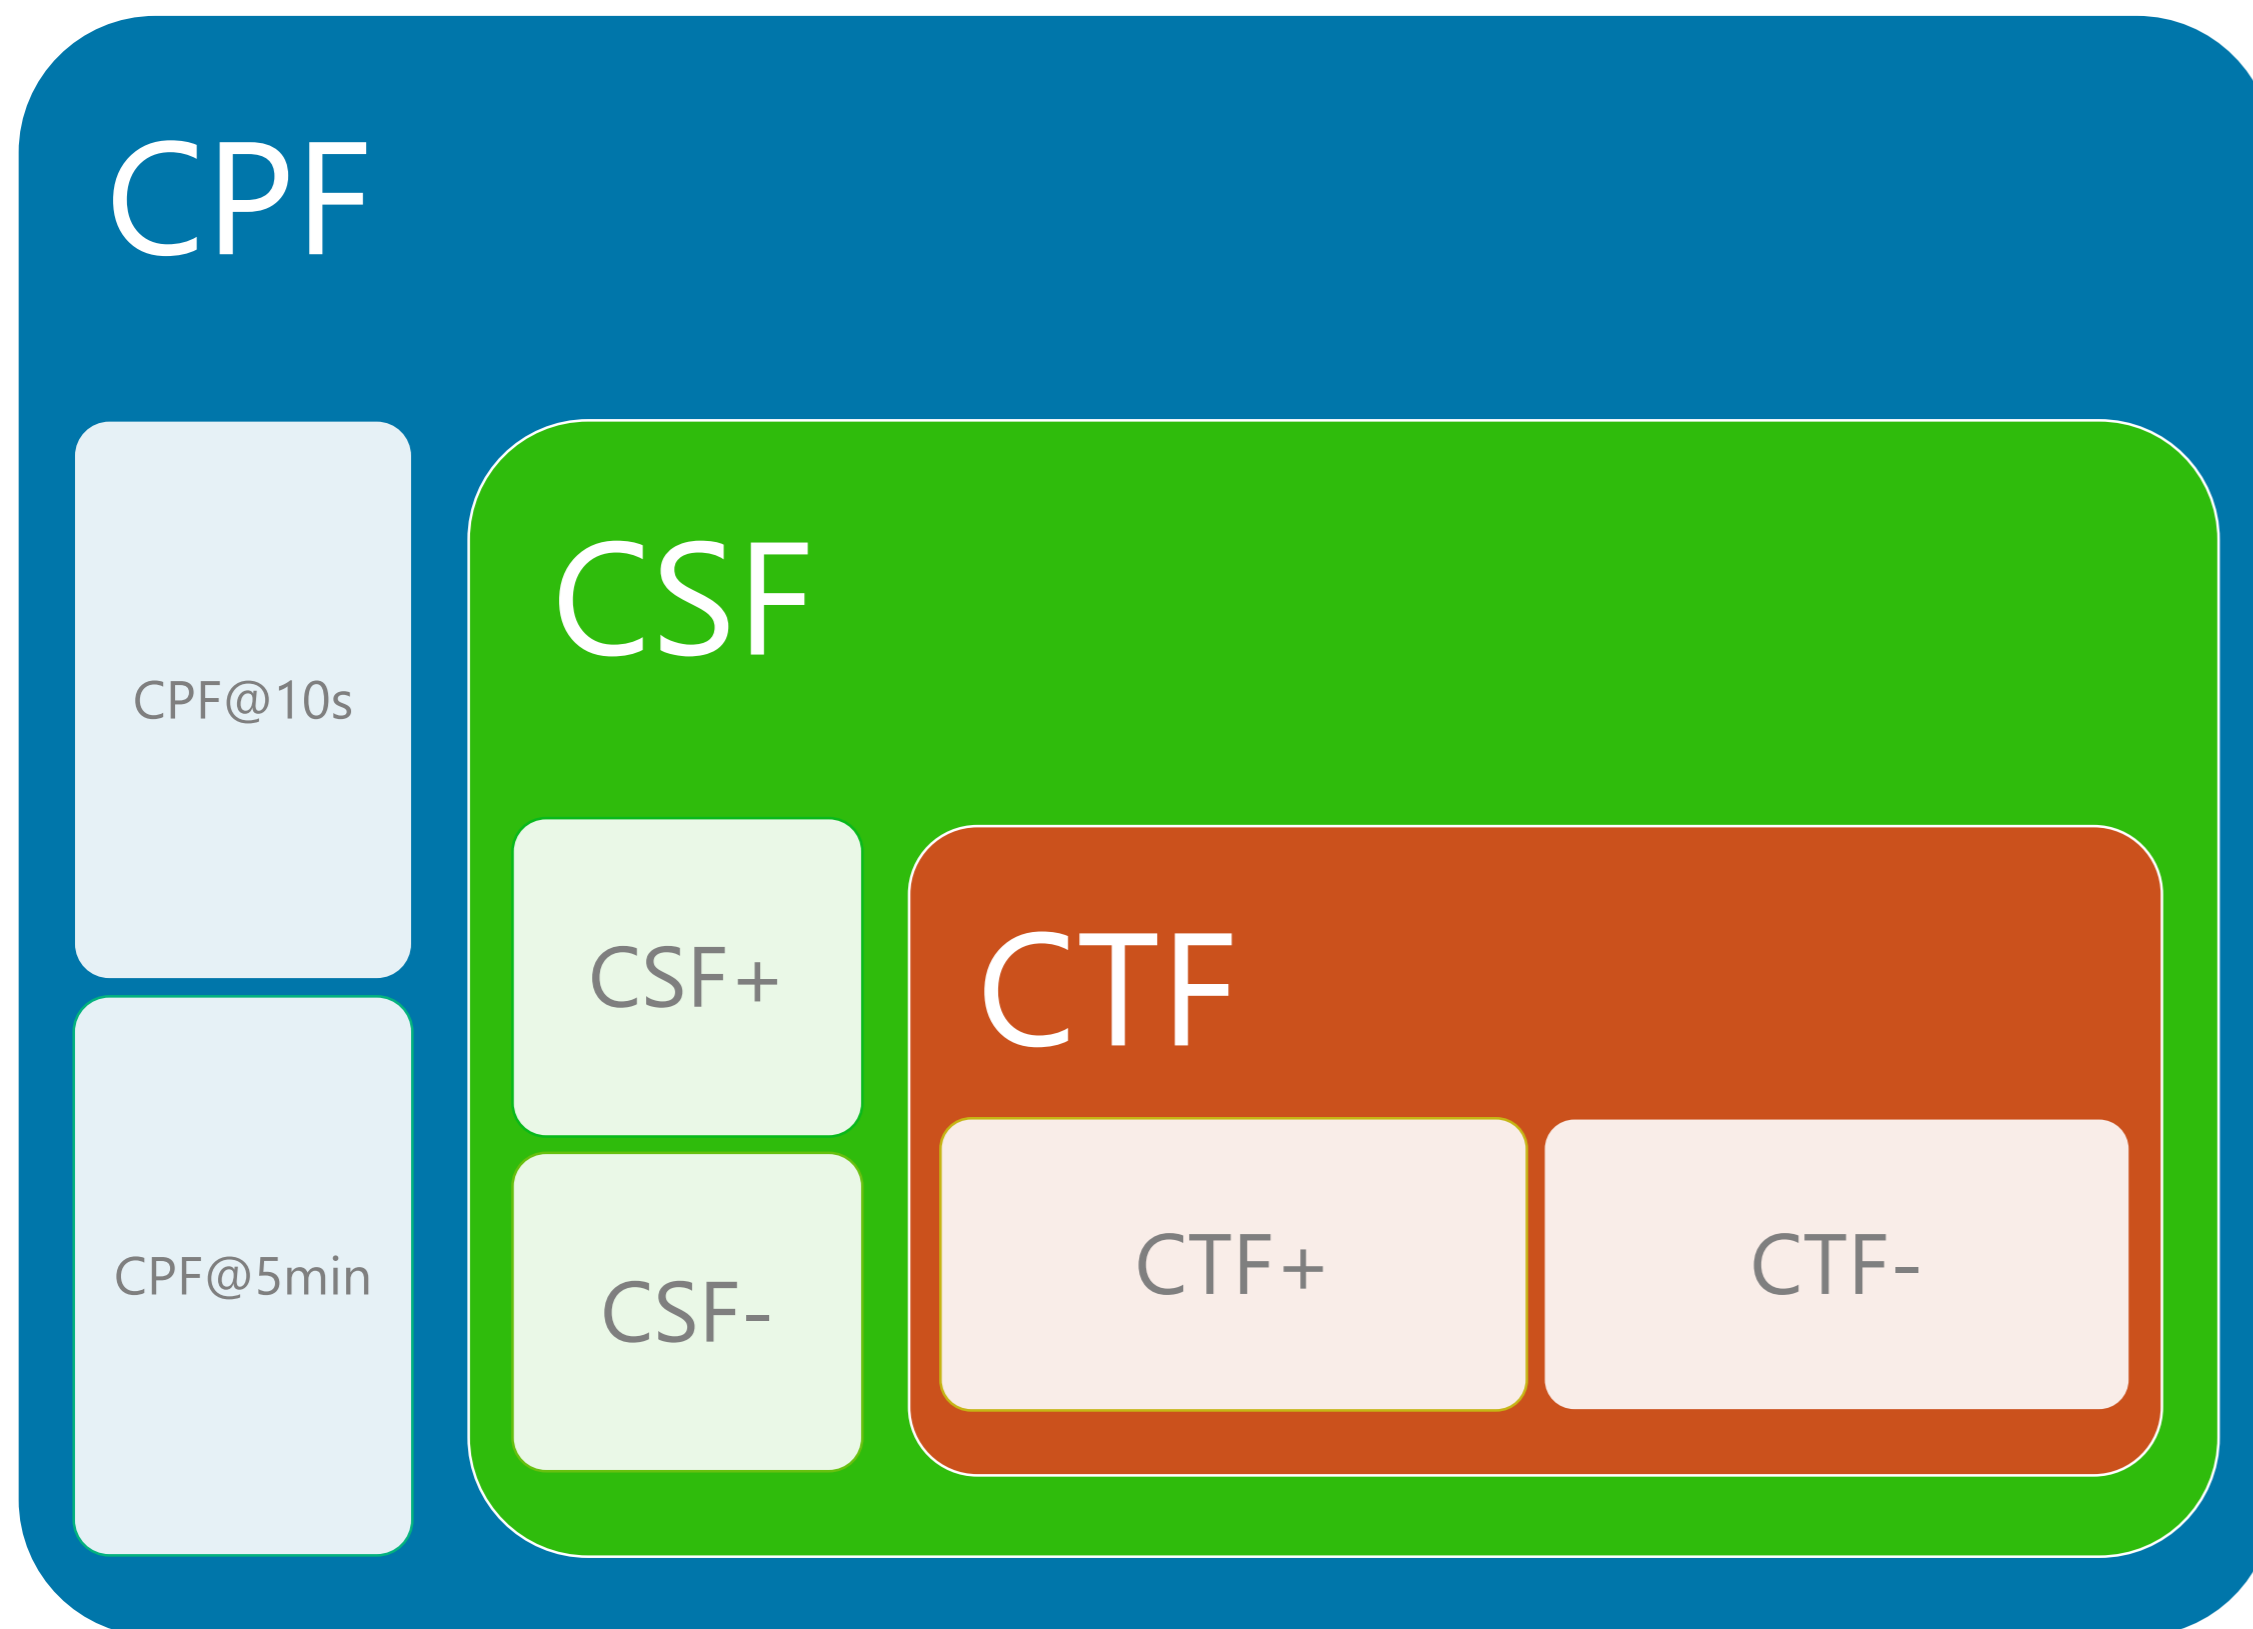 CPF
CPF@10s
CPF@5min
CSF
CSF+
CSF-
CTF
CTF+
CTF-